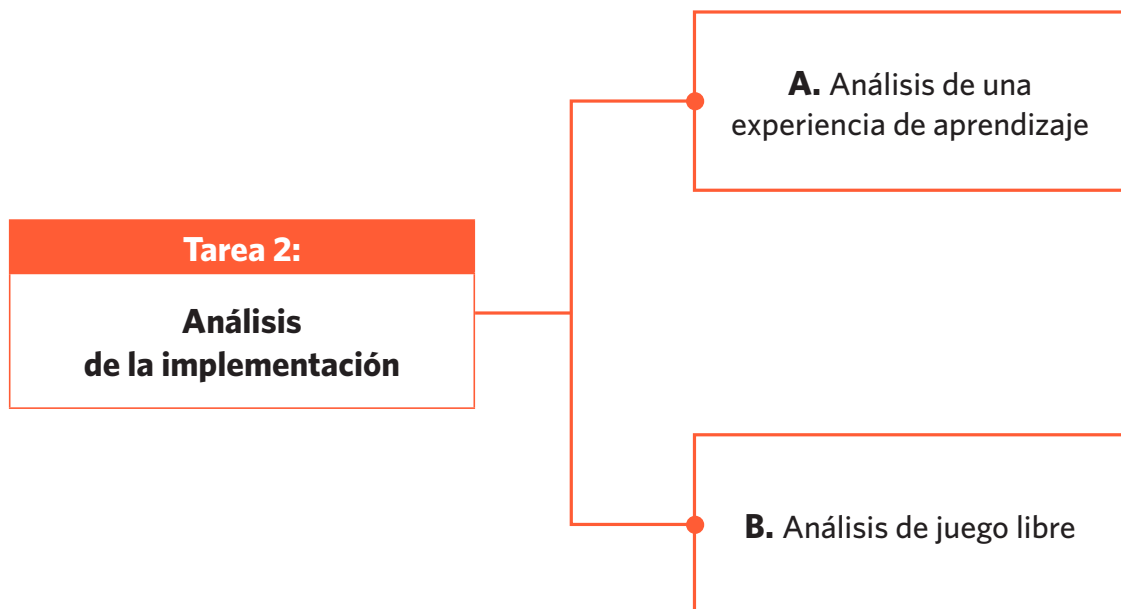 Tarea 2:
Análisis
de la implementación
A. Análisis de una
experiencia de aprendizaje
B. Análisis de juego libre